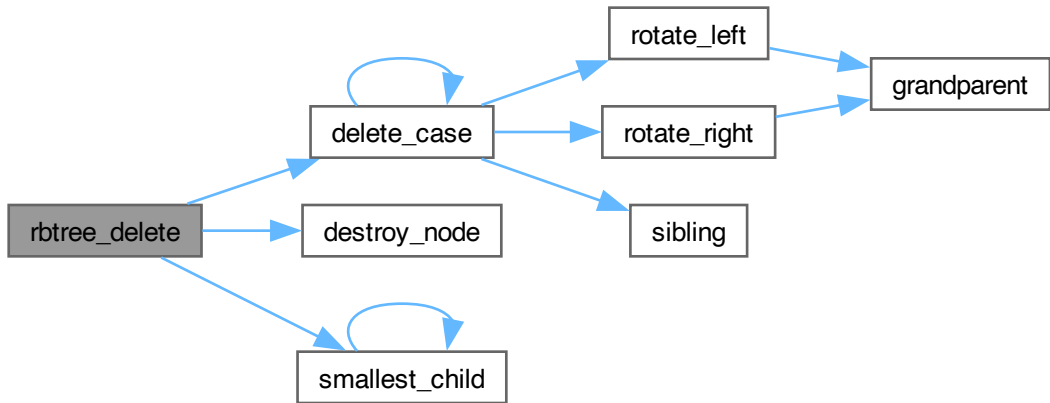 rotate_left
grandparent
delete_case
rotate_right
rbtree_delete
destroy_node
sibling
smallest_child